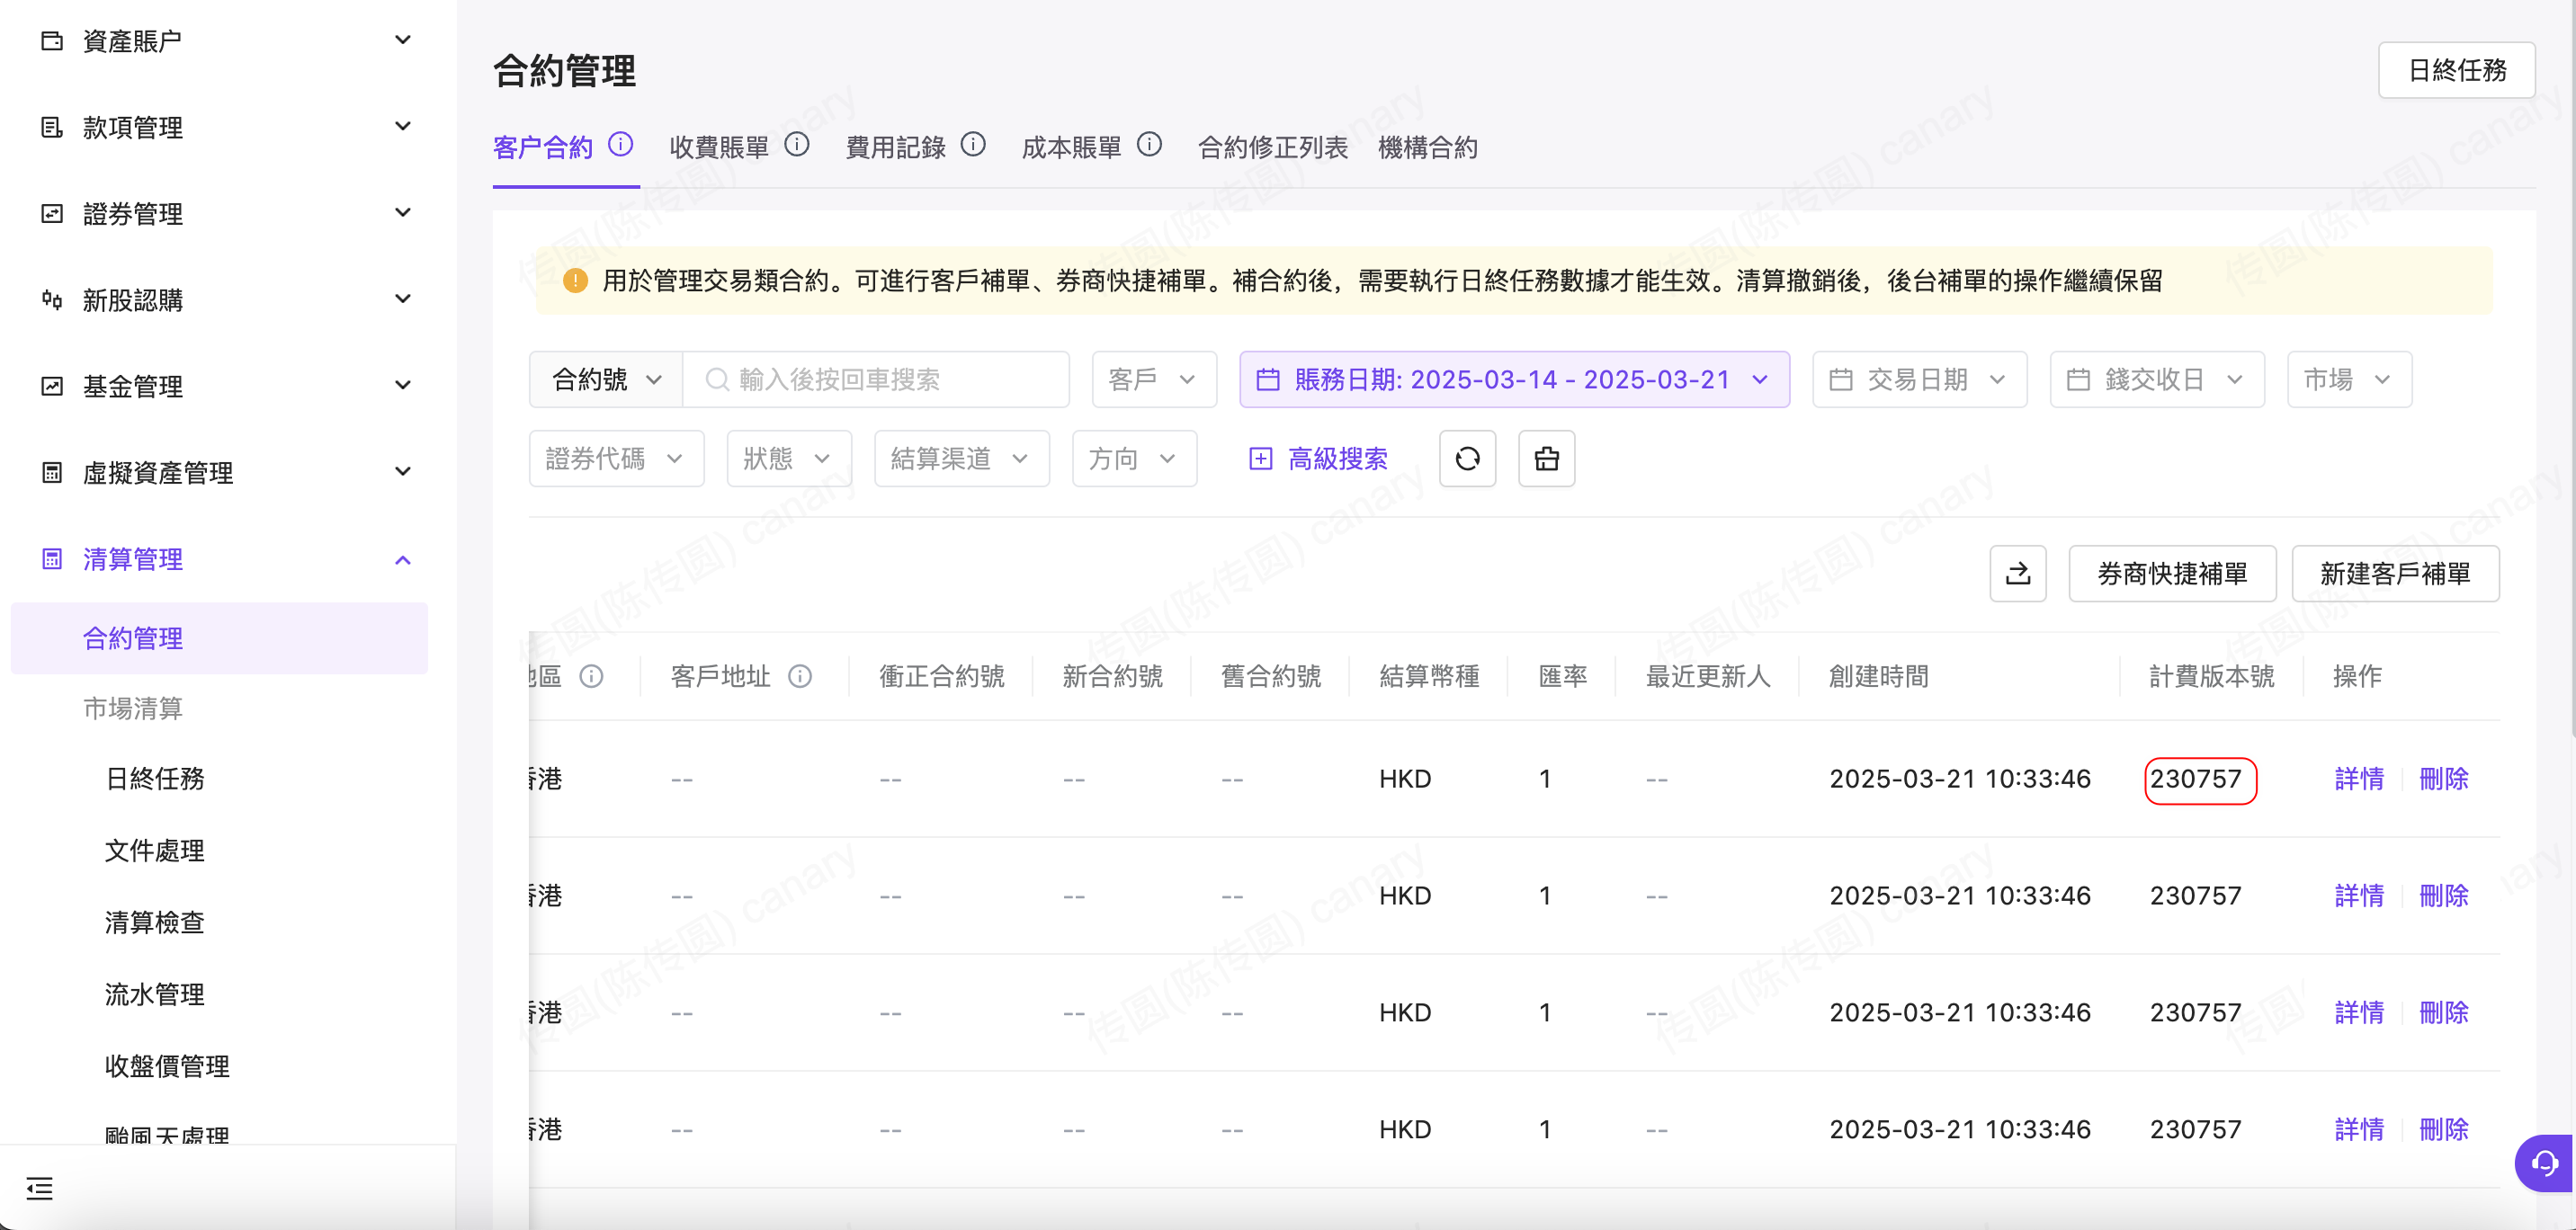 資產賬户
款項管理
證券管理
新股認購
基金管理
虛擬資產管理
清算管理
合約管理
市場清算
日終任務
文件處理
清算檢查
流水管理
收盤價管理
颱風天處理
合約管理
日終任務
客户合約 收費賬單 費用記錄 成本賬單 合約修正列表 機構合約
用於管理交易類合約。可進行客戶補單、券商快捷補單。補合約後，需要執行日終任務數據才能生效。清算撤銷後，後台補單的操作繼續保留
合約號 輸入後按回車搜索 客戶 賬務日期: 2025-03-14 - 2025-03-21 交易日期 錢交收日 市場
證券代碼 狀態 結算渠道 方向 高級搜索
券商快捷補單 新建客戶補單
地區 客戶地址 衝正合約號 新合約號 舊合約號 結算幣種 匯率 最近更新人 創建時間 計費版本號 操作
香港 -- -- -- -- HKD 1 -- 2025-03-21 10:33:46 230757 詳情 刪除
香港 -- -- -- -- HKD 1 -- 2025-03-21 10:33:46 230757 詳情 刪除
香港 -- -- -- -- HKD 1 -- 2025-03-21 10:33:46 230757 詳情 刪除
香港 -- -- -- -- HKD 1 -- 2025-03-21 10:33:46 230757 詳情 刪除
传圆(陈传圆) canary